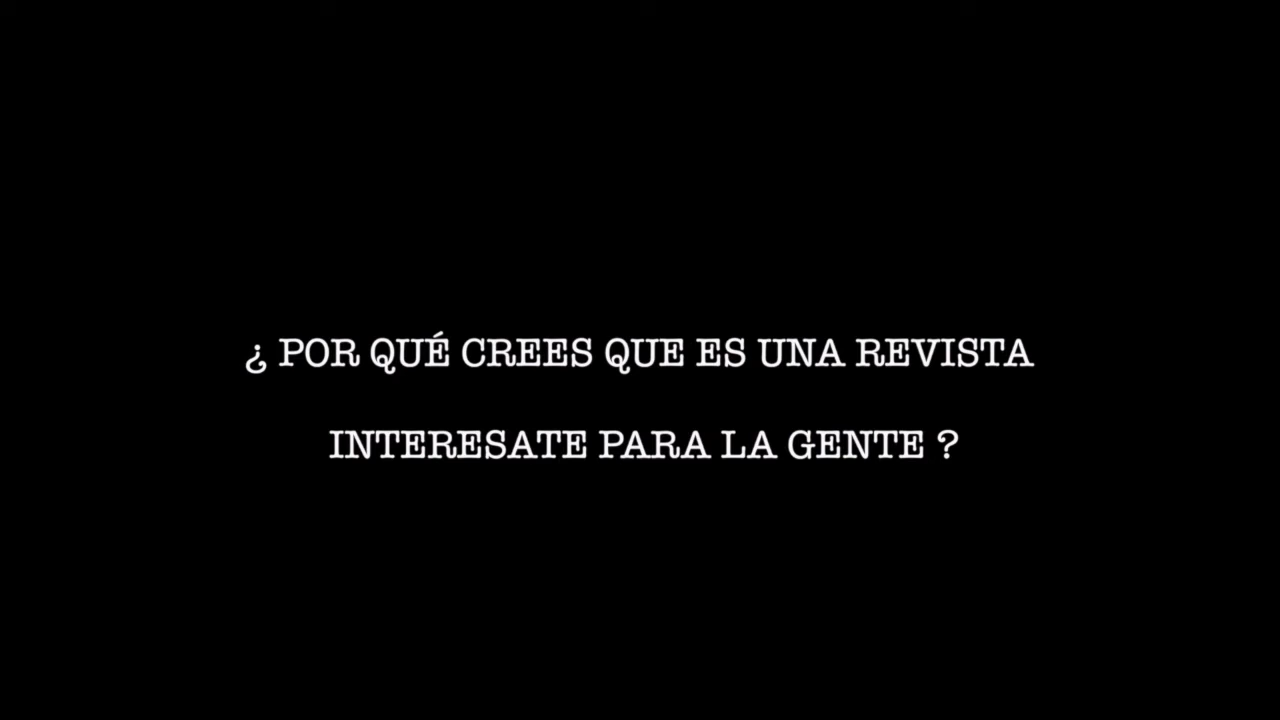 ¿ POR QUÉ CREES QUE ES UNA REVISTA
INTERESATE PARA LA GENTE ?